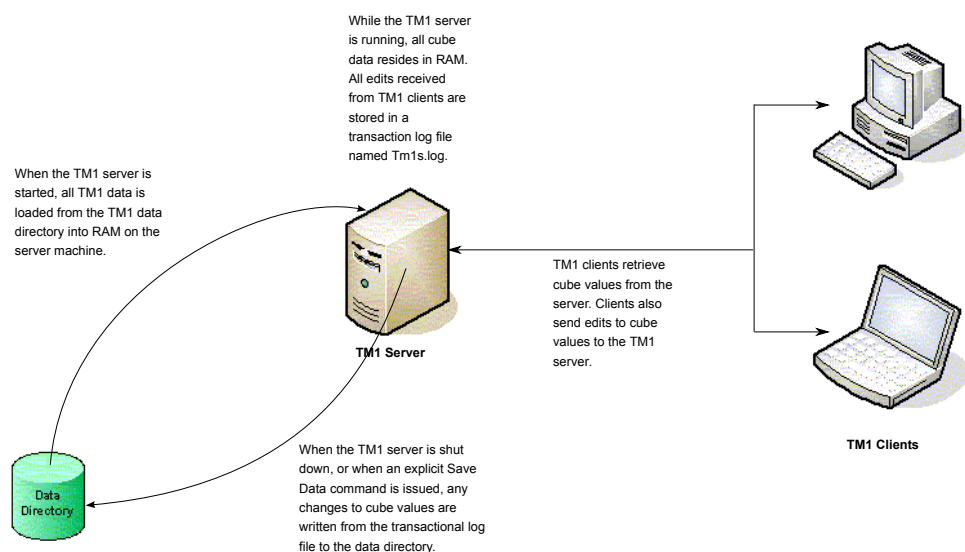 While the TM1 server
is running, all cube
data resides in RAM.
All edits received
from TM1 clients are
stored in a
transaction log file
named Tm1s.log.
When the TM1 server is
started, all TM1 data is
loaded from the TM1 data
directory into RAM on the
server machine.
TM1 clients retrieve
cube values from the
server. Clients also
send edits to cube
values to the TM1
server.
TM1 Server
TM1 Clients
When the TM1 server is shut
down, or when an explicit Save
Data command is issued, any
changes to cube values are
written from the transactional log
file to the data directory.
Data
Directory